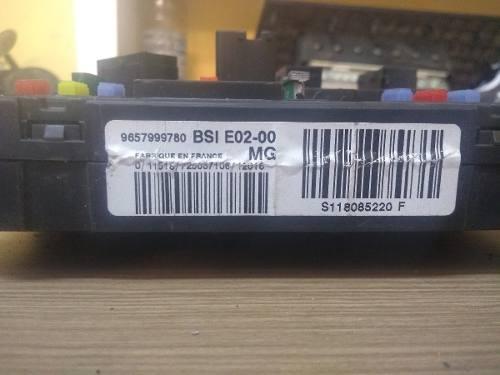 9657999780 BSI E02-00
FABRIQUE EN FRANCE MG
S118085220 F